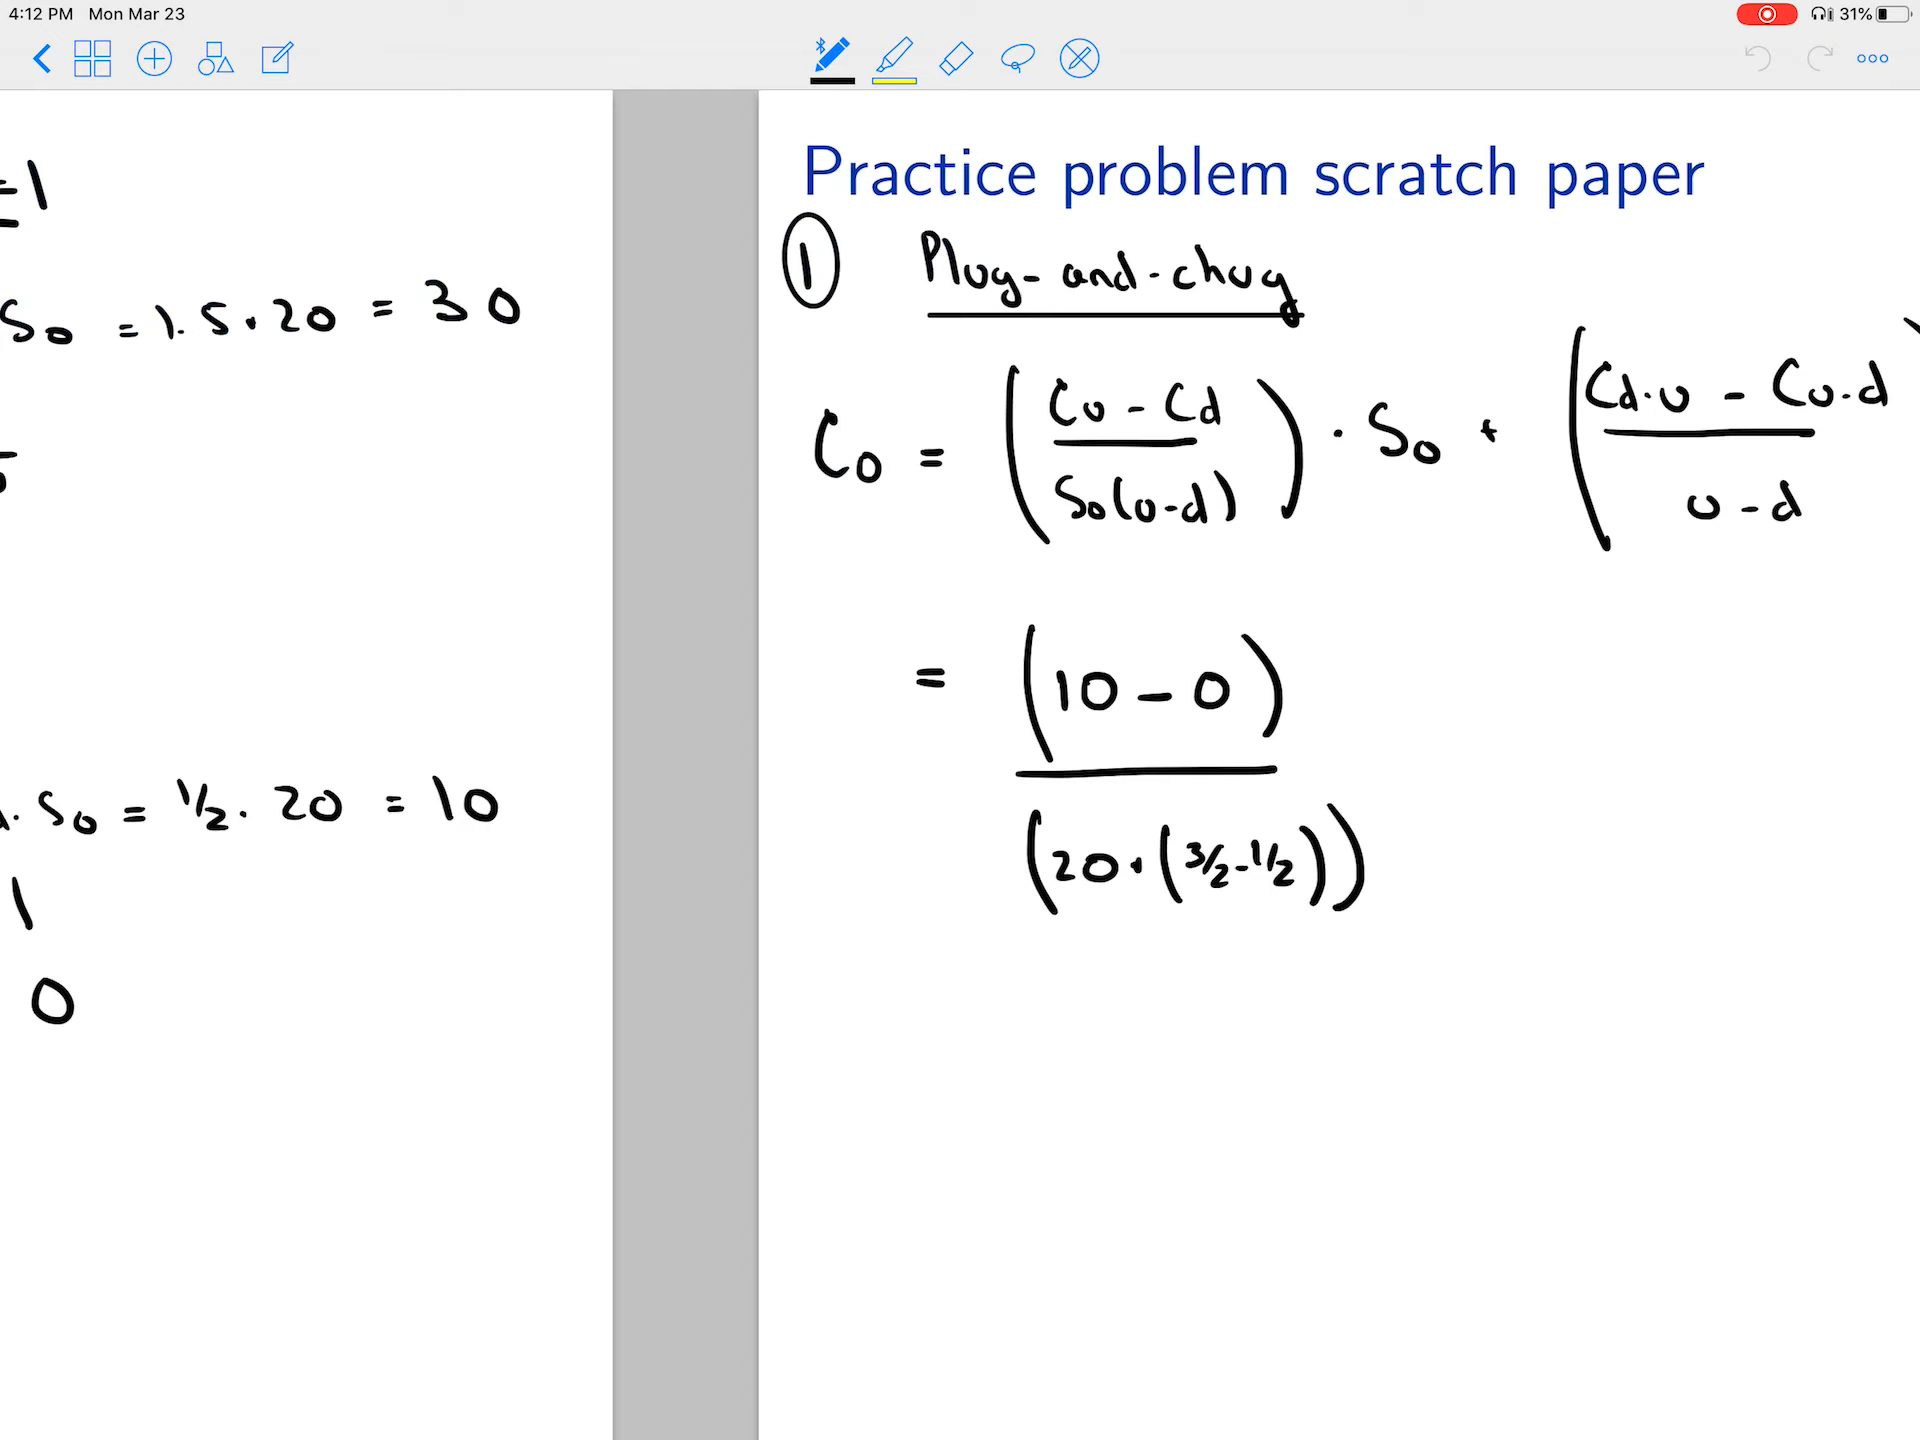 4:12 PM Mon Mar 23
31%
=1
S0 = 1.5 · 20 = 30
· S0 = 1/2 · 20 = 10
1
0
Practice problem scratch paper
① Plug-and-chug
C0 = ( (Cu - Cd) / (S0(u-d)) ) · S0 + ( (Cd·u - Cu·d) / (u - d)
= (10 - 0) / (20 · (3/2 - 1/2))